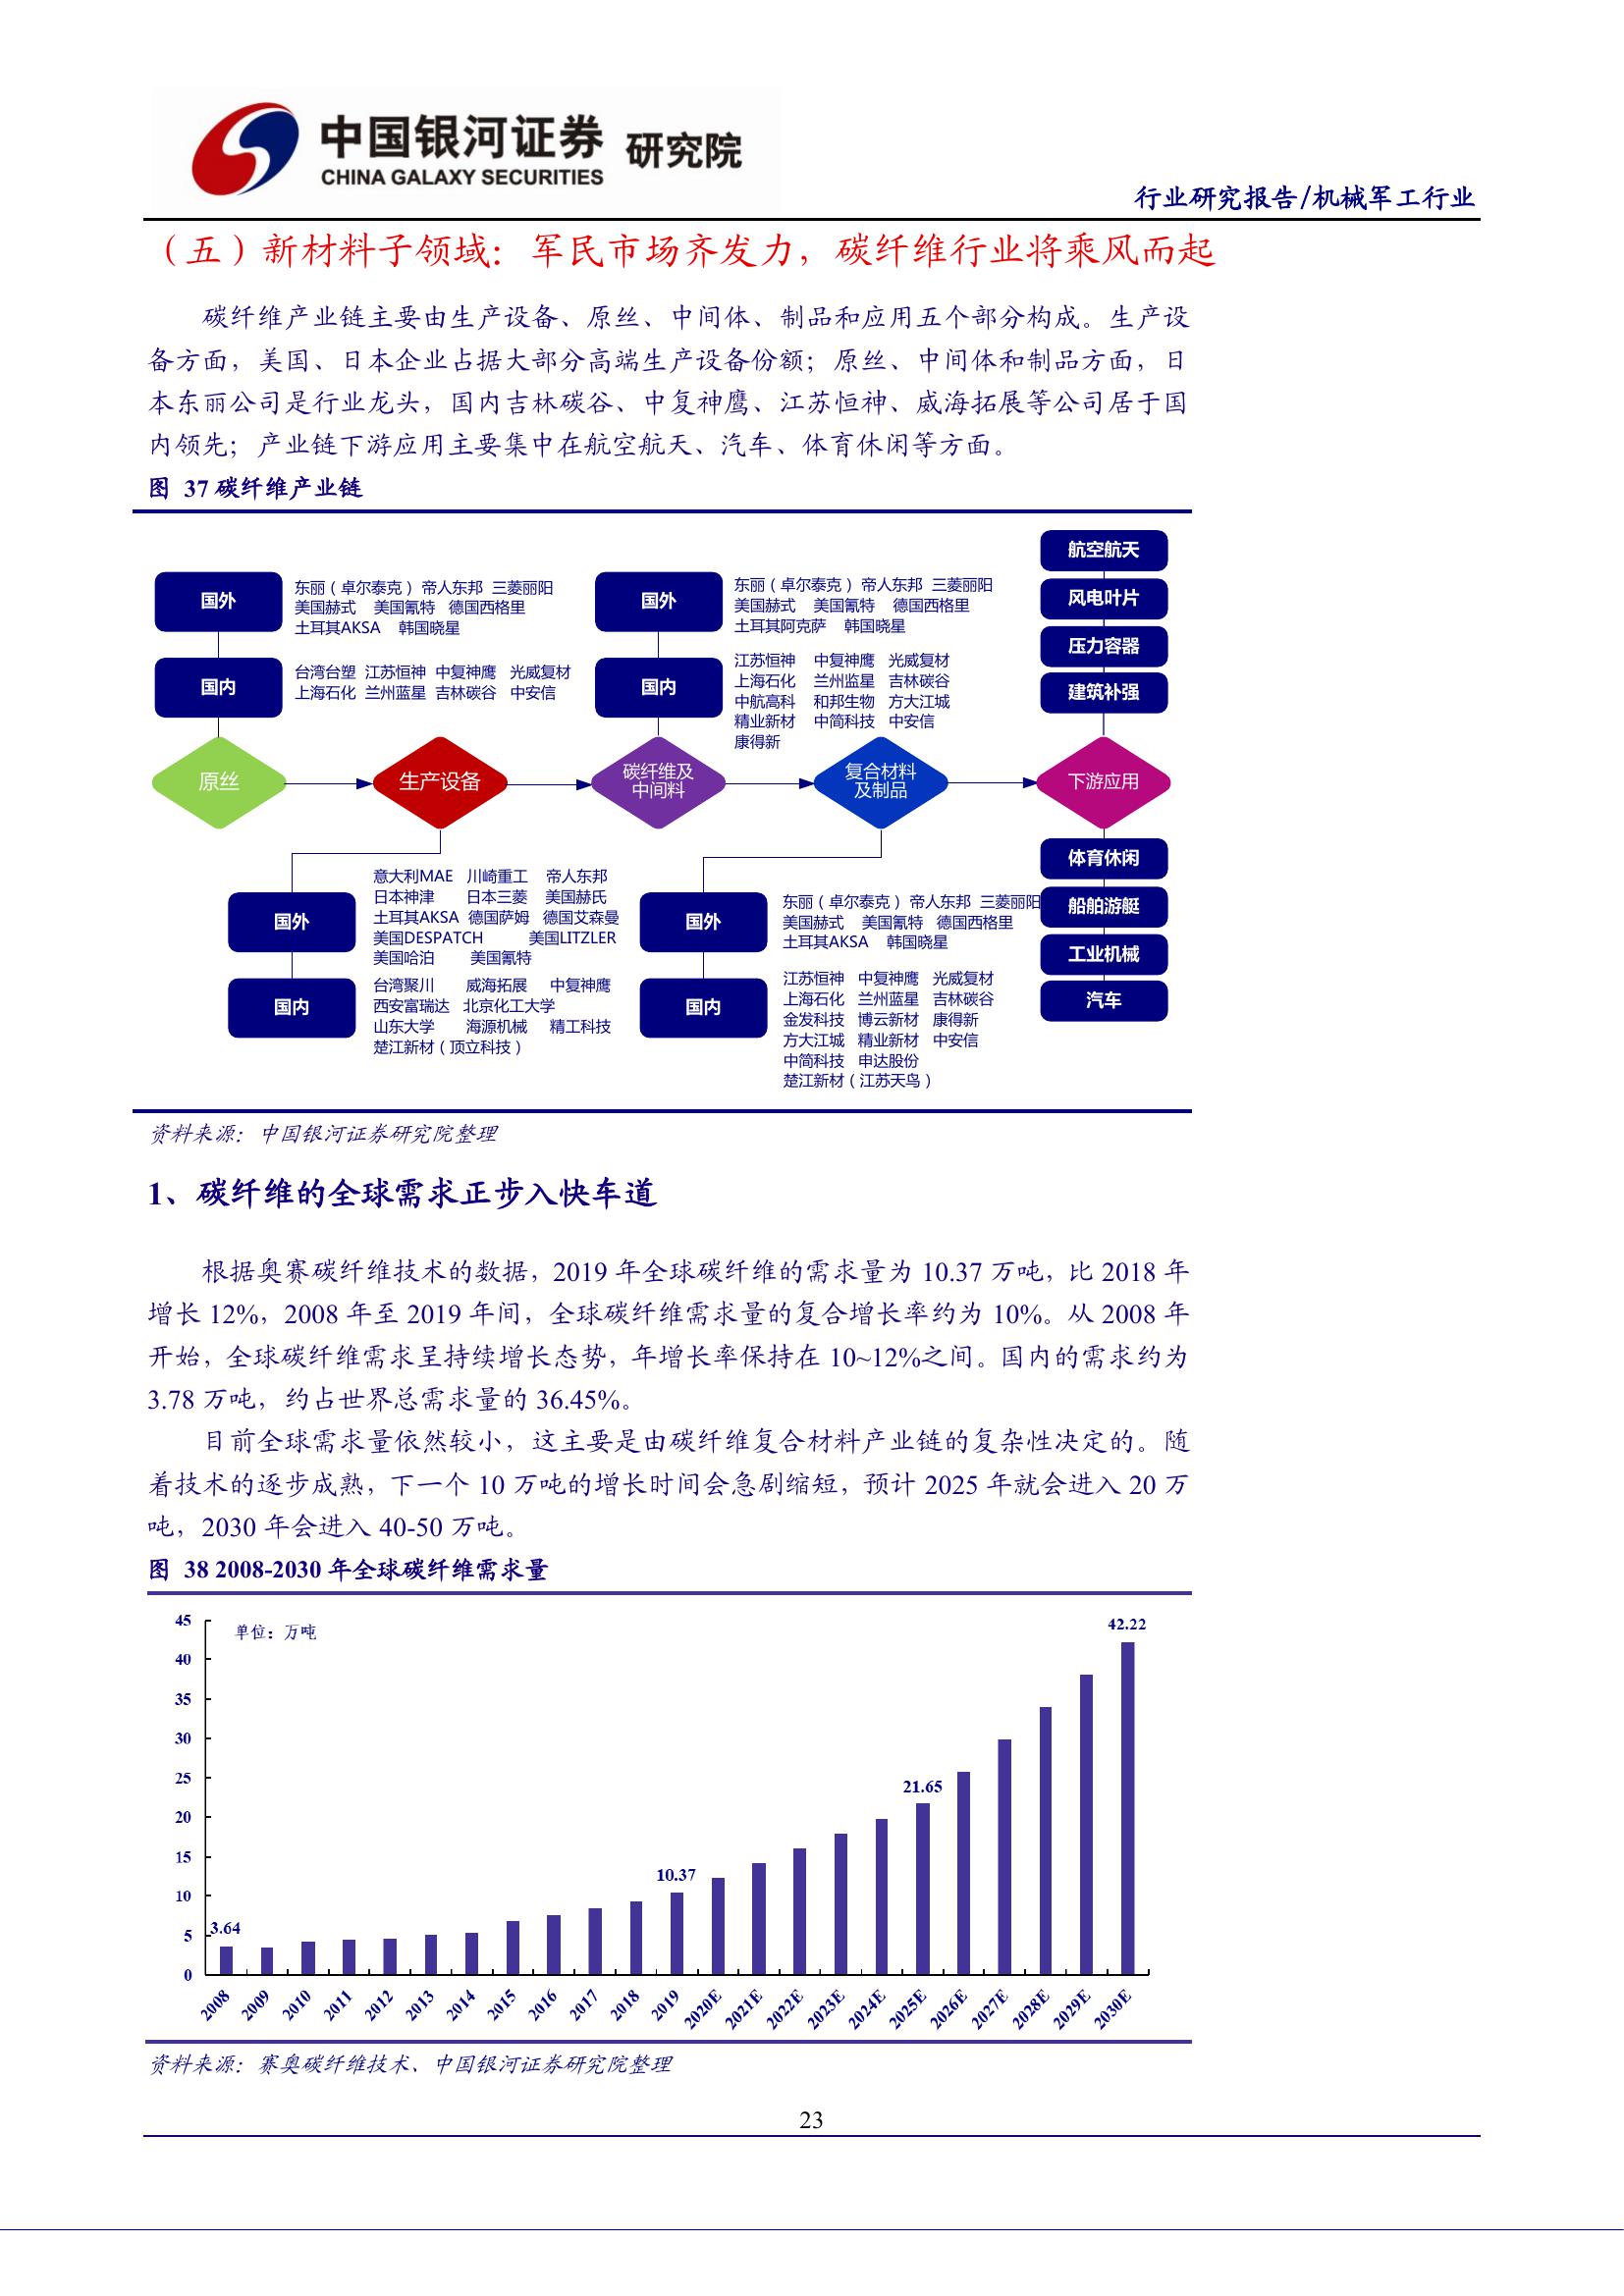 中国银河证券 研究院
CHINA GALAXY SECURITIES
行业研究报告/机械军工行业
（五）新材料子领域：军民市场齐发力，碳纤维行业将乘风而起
碳纤维产业链主要由生产设备、原丝、中间体、制品和应用五个部分构成。生产设
备方面，美国、日本企业占据大部分高端生产设备份额；原丝、中间体和制品方面，日
本东丽公司是行业龙头，国内吉林碳谷、中复神鹰、江苏恒神、威海拓展等公司居于国
内领先；产业链下游应用主要集中在航空航天、汽车、体育休闲等方面。
图 37 碳纤维产业链
国外
东丽（卓尔泰克）帝人东邦 三菱丽阳
美国赫式 美国氰特 德国西格里
土耳其AKSA 韩国晓星
国内
台湾台塑 江苏恒神 中复神鹰 光威复材
上海石化 兰州蓝星 吉林碳谷 中安信
国外
东丽（卓尔泰克）帝人东邦 三菱丽阳
美国赫式 美国氰特 德国西格里
土耳其阿克萨 韩国晓星
国内
江苏恒神 中复神鹰 光威复材
上海石化 兰州监星 吉林碳谷
中航高科 和邦生物 方大江城
精业新材 中简科技 中安信
康得新
航空航天
风电叶片
压力容器
建筑补强
原丝
生产设备
碳纤维及
中间料
复合材料
及制品
下游应用
国外
意大利MAE 川崎重工 帝人东邦
日本神津 日本三菱 美国赫氏
土耳其AKSA 德国萨姆 德国艾森曼
美国DESPATCH 美国LITZLER
美国哈泊 美国氰特
国内
台湾聚川 威海拓展 中复神鹰
西安富瑞达 北京化工大学
山东大学 海源机械 精工科技
楚江新材（顶立科技）
国外
东丽（卓尔泰克）帝人东邦 三菱丽阳
美国赫式 美国氰特 德国西格里
土耳其AKSA 韩国晓星
国内
江苏恒神 中复神鹰 光威复材
上海石化 兰州蓝星 吉林碳谷
金发科技 博云新材 康得新
方大江城 精业新材 中安信
中简科技 申达股份
楚江新材（江苏天鸟）
体育休闲
船舶游艇
工业机械
汽车
资料来源：中国银河证券研究院整理
1、碳纤维的全球需求正步入快车道
根据奥赛碳纤维技术的数据，2019 年全球碳纤维的需求量为 10.37 万吨，比 2018 年
增长 12%，2008 年至 2019 年间，全球碳纤维需求量的复合增长率约为 10%。从 2008 年
开始，全球碳纤维需求呈持续增长态势，年增长率保持在 10~12%之间。国内的需求约为
3.78 万吨，约占世界总需求量的 36.45%。
目前全球需求量依然较小，这主要是由碳纤维复合材料产业链的复杂性决定的。随
着技术的逐步成熟，下一个 10 万吨的增长时间会急剧缩短，预计 2025 年就会进入 20 万
吨，2030 年会进入 40-50 万吨。
图 38 2008-2030 年全球碳纤维需求量
单位：万吨
45
40
35
30
25
20
15
10
5
0
3.64
10.37
21.65
42.22
2008 2009 2010 2011 2012 2013 2014 2015 2016 2017 2018 2019 2020E 2021E 2022E 2023E 2024E 2025E 2026E 2027E 2028E 2029E 2030E
资料来源：赛奥碳纤维技术、中国银河证券研究院整理
23